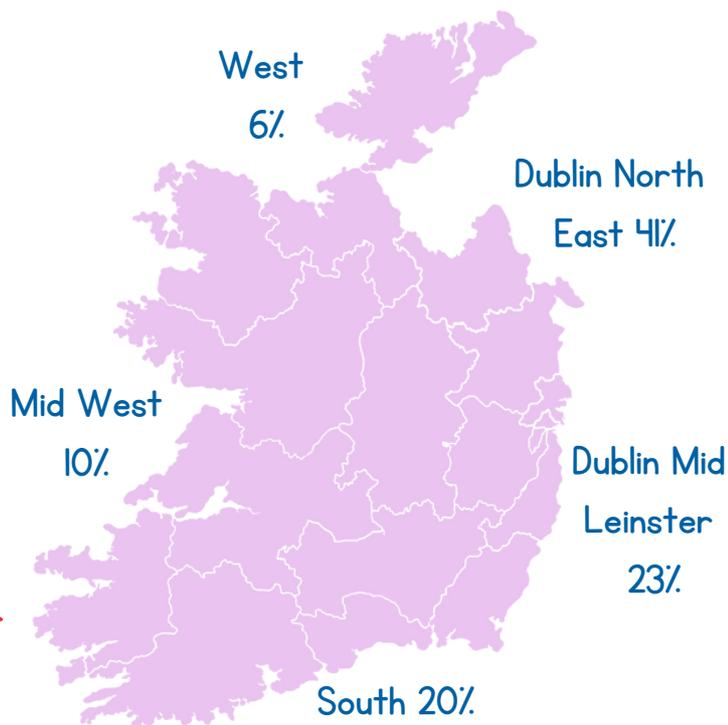 West
6%
Dublin North
East 41%
Mid West
10%
Dublin Mid
Leinster
23%
South 20%